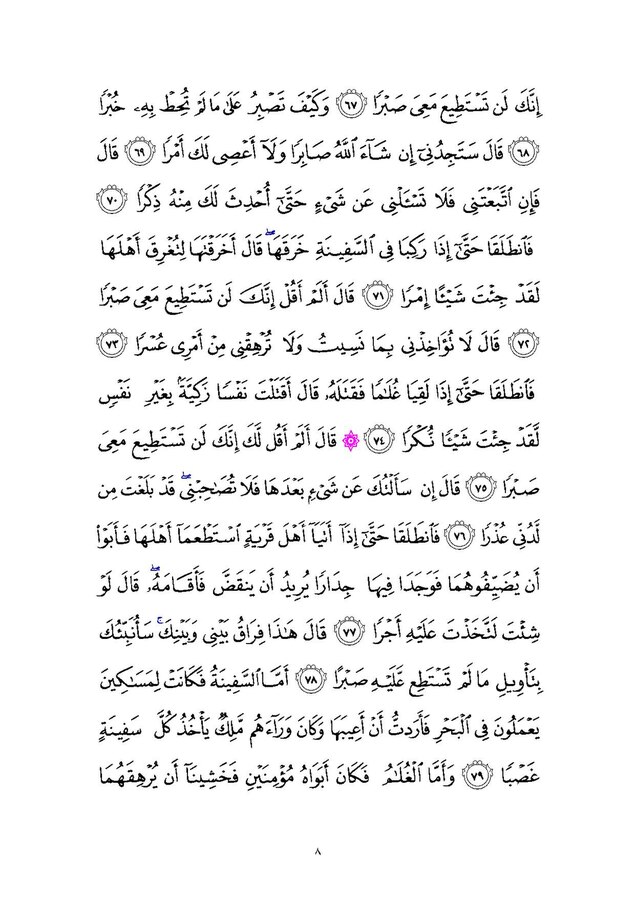 إِنَّكَ لَن تَسْتَطِيعَ مَعِيَ صَبْرًا ﴿٦٧﴾ وَكَيْفَ تَصْبِرُ عَلَىٰ مَا لَمْ تُحِطْ بِهِۦ خُبْرًا
﴿٦٨﴾ قَالَ سَتَجِدُنِىٓ إِن شَآءَ ٱللَّهُ صَابِرًا وَلَآ أَعْصِى لَكَ أَمْرًا ﴿٦٩﴾ قَالَ
فَإِنِ ٱتَّبَعْتَنِى فَلَا تَسْـَٔلْنِى عَن شَىْءٍ حَتَّىٰٓ أُحْدِثَ لَكَ مِنْهُ ذِكْرًا ﴿٧٠﴾
فَٱنطَلَقَا حَتَّىٰٓ إِذَا رَكِبَا فِى ٱلسَّفِينَةِ خَرَقَهَا ۖ قَالَ أَخَرَقْتَهَا لِتُغْرِقَ أَهْلَهَا
لَقَدْ جِئْتَ شَيْـًٔا إِمْرًا ﴿٧١﴾ قَالَ أَلَمْ أَقُلْ إِنَّكَ لَن تَسْتَطِيعَ مَعِيَ صَبْرًا
﴿٧٢﴾ قَالَ لَا تُؤَاخِذْنِى بِمَا نَسِيتُ وَلَا تُرْهِقْنِى مِنْ أَمْرِى عُسْرًا ﴿٧٣﴾
فَٱنطَلَقَا حَتَّىٰٓ إِذَا لَقِيَا غُلَٰمًا فَقَتَلَهُۥ قَالَ أَقَتَلْتَ نَفْسًا زَكِيَّةًۢ بِغَيْرِ نَفْسٍ
لَّقَدْ جِئْتَ شَيْـًٔا نُّكْرًا ﴿٧٤﴾ ۞ قَالَ أَلَمْ أَقُل لَّكَ إِنَّكَ لَن تَسْتَطِيعَ مَعِىَ
صَبْرًا ﴿٧٥﴾ قَالَ إِن سَأَلْتُكَ عَن شَىْءٍۭ بَعْدَهَا فَلَا تُصَٰحِبْنِى ۖ قَدْ بَلَغْتَ مِن
لَّدُنِّى عُذْرًا ﴿٧٦﴾ فَٱنطَلَقَا حَتَّىٰٓ إِذَآ أَتَيَآ أَهْلَ قَرْيَةٍ ٱسْتَطْعَمَآ أَهْلَهَا فَأَبَوْا۟
أَن يُضَيِّفُوهُمَا فَوَجَدَا فِيهَا جِدَارًا يُرِيدُ أَن يَنقَضَّ فَأَقَامَهُۥ ۖ قَالَ لَوْ
شِئْتَ لَتَّخَذْتَ عَلَيْهِ أَجْرًا ﴿٧٧﴾ قَالَ هَٰذَا فِرَاقُ بَيْنِى وَبَيْنِكَ ۚ سَأُنَبِّئُكَ
بِتَأْوِيلِ مَا لَمْ تَسْتَطِع عَّلَيْهِ صَبْرًا ﴿٧٨﴾ أَمَّا ٱلسَّفِينَةُ فَكَانَتْ لِمَسَٰكِينَ
يَعْمَلُونَ فِى ٱلْبَحْرِ فَأَرَدتُّ أَنْ أَعِيبَهَا وَكَانَ وَرَآءَهُم مَّلِكٌ يَأْخُذُ كُلَّ سَفِينَةٍ
غَصْبًا ﴿٧٩﴾ وَأَمَّا ٱلْغُلَٰمُ فَكَانَ أَبَوَاهُ مُؤْمِنَيْنِ فَخَشِينَآ أَن يُرْهِقَهُمَا
٨